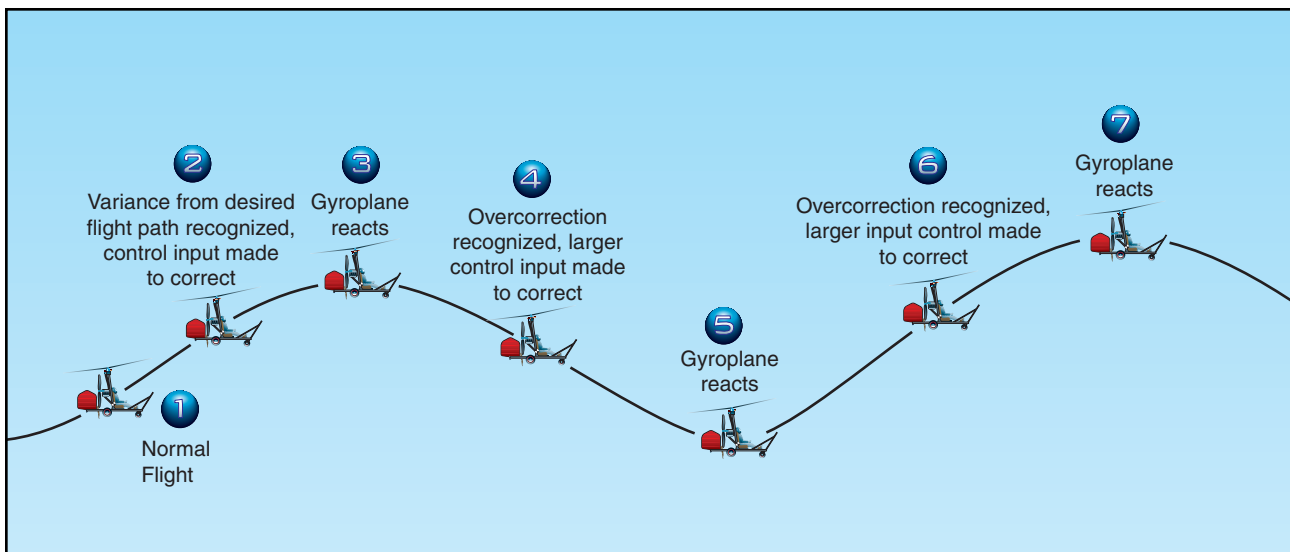 1
Normal
Flight
2
Variance from desired
flight path recognized,
control input made
to correct
3
Gyroplane
reacts
4
Overcorrection
recognized, larger
control input made
to correct
5
Gyroplane
reacts
6
Overcorrection recognized,
larger input control made
to correct
7
Gyroplane
reacts